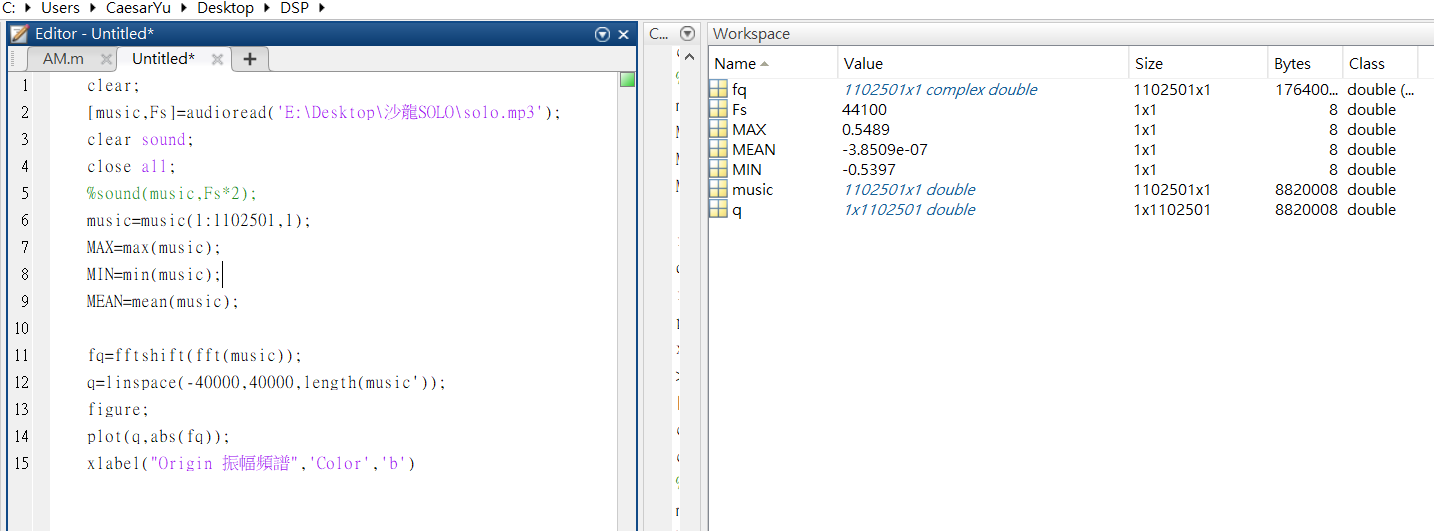 C: Users CaesarYu Desktop DSP
Editor - Untitled*
AM.m Untitled* +
1 clear;
2 [music,Fs]=audioread('E:\Desktop\沙龍SOLO\solo.mp3');
3 clear sound;
4 close all;
5 %sound(music,Fs*2);
6 music=music(1:1102501,1);
7 MAX=max(music);
8 MIN=min(music);
9 MEAN=mean(music);
10
11 fq=fftshift(fft(music));
12 q=linspace(-40000,40000,length(music'));
13 figure;
14 plot(q,abs(fq));
15 xlabel("Origin 振幅頻譜",'Color','b')
C...
Workspace
Name Value Size Bytes Class
fq 1102501x1 complex double 1102501x1 176400... double (...
Fs 44100 1x1 8 double
MAX 0.5489 1x1 8 double
MEAN -3.8509e-07 1x1 8 double
MIN -0.5397 1x1 8 double
music 1102501x1 double 1102501x1 8820008 double
q 1x1102501 double 1x1102501 8820008 double